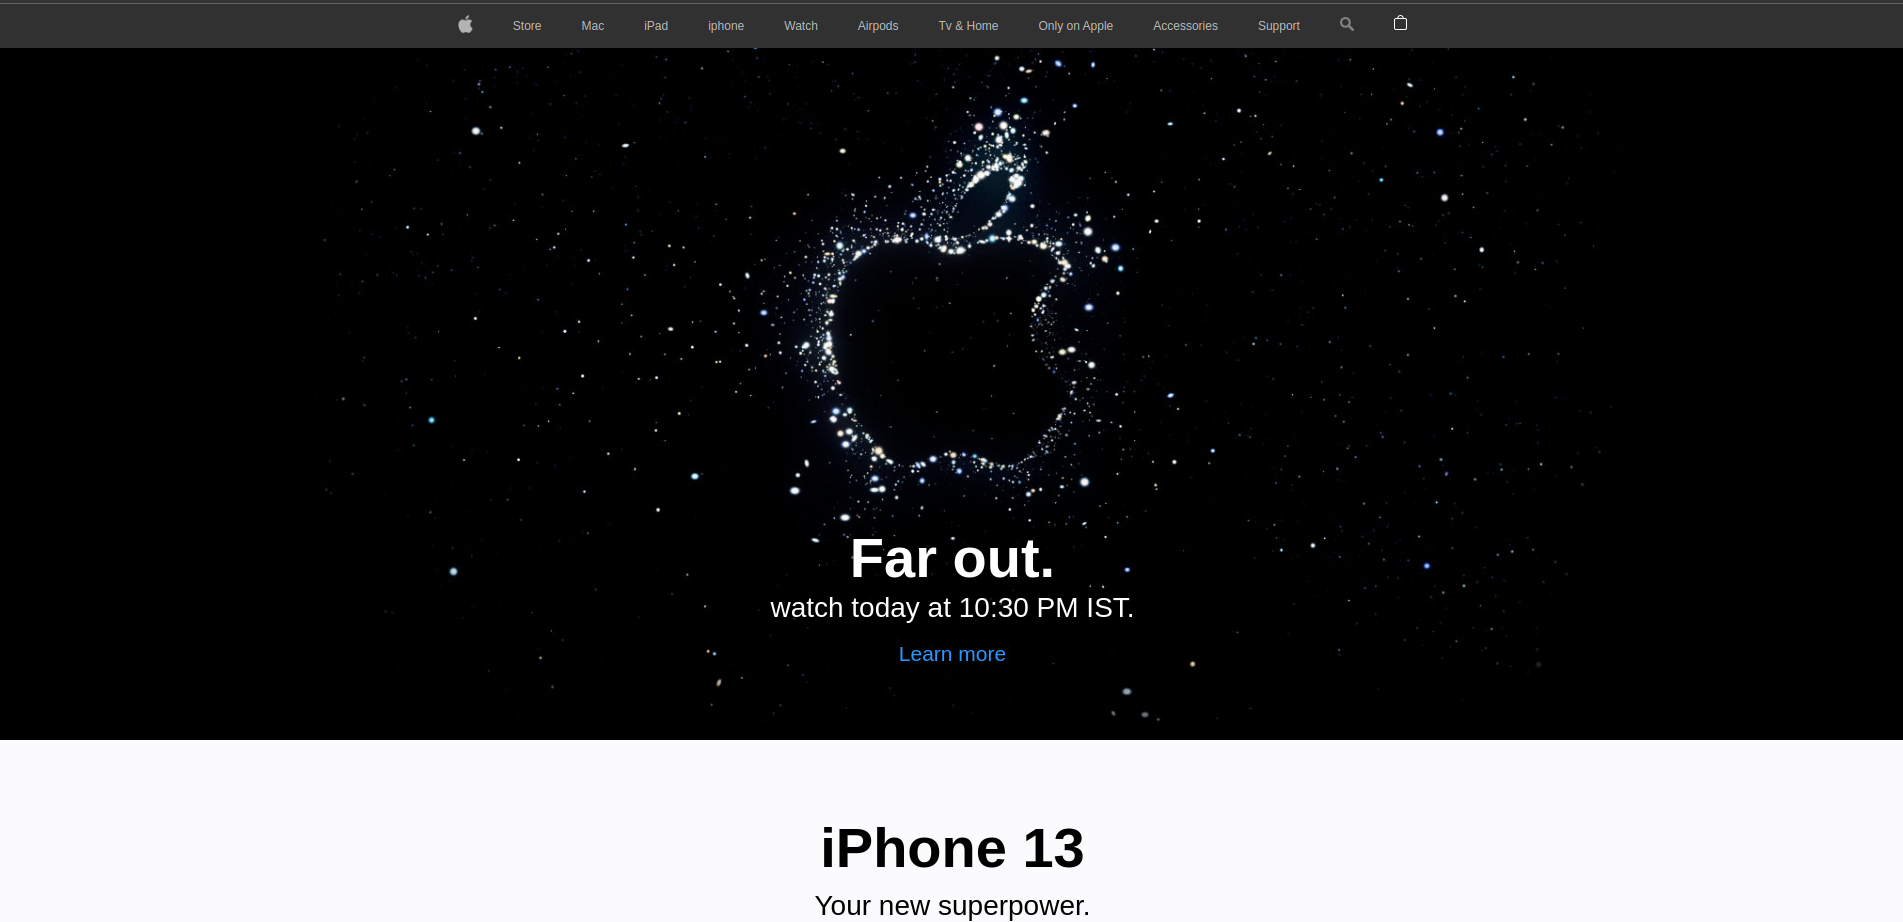 Store Mac iPad iphone Watch Airpods Tv & Home Only on Apple Accessories Support
Far out.
watch today at 10:30 PM IST.
Learn more
iPhone 13
Your new superpower.